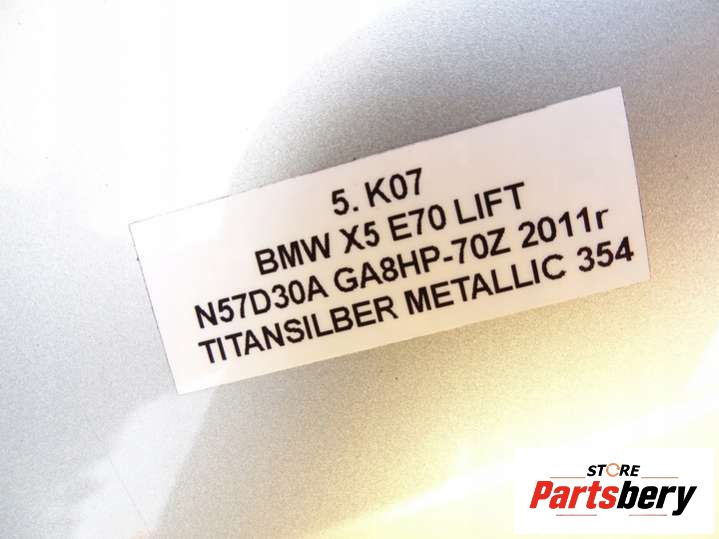 5. K07
BMW X5 E70 LIFT
N57D30A GA8HP-70Z 2011r
TITANSILBER METALLIC 354
STORE
Partsbery